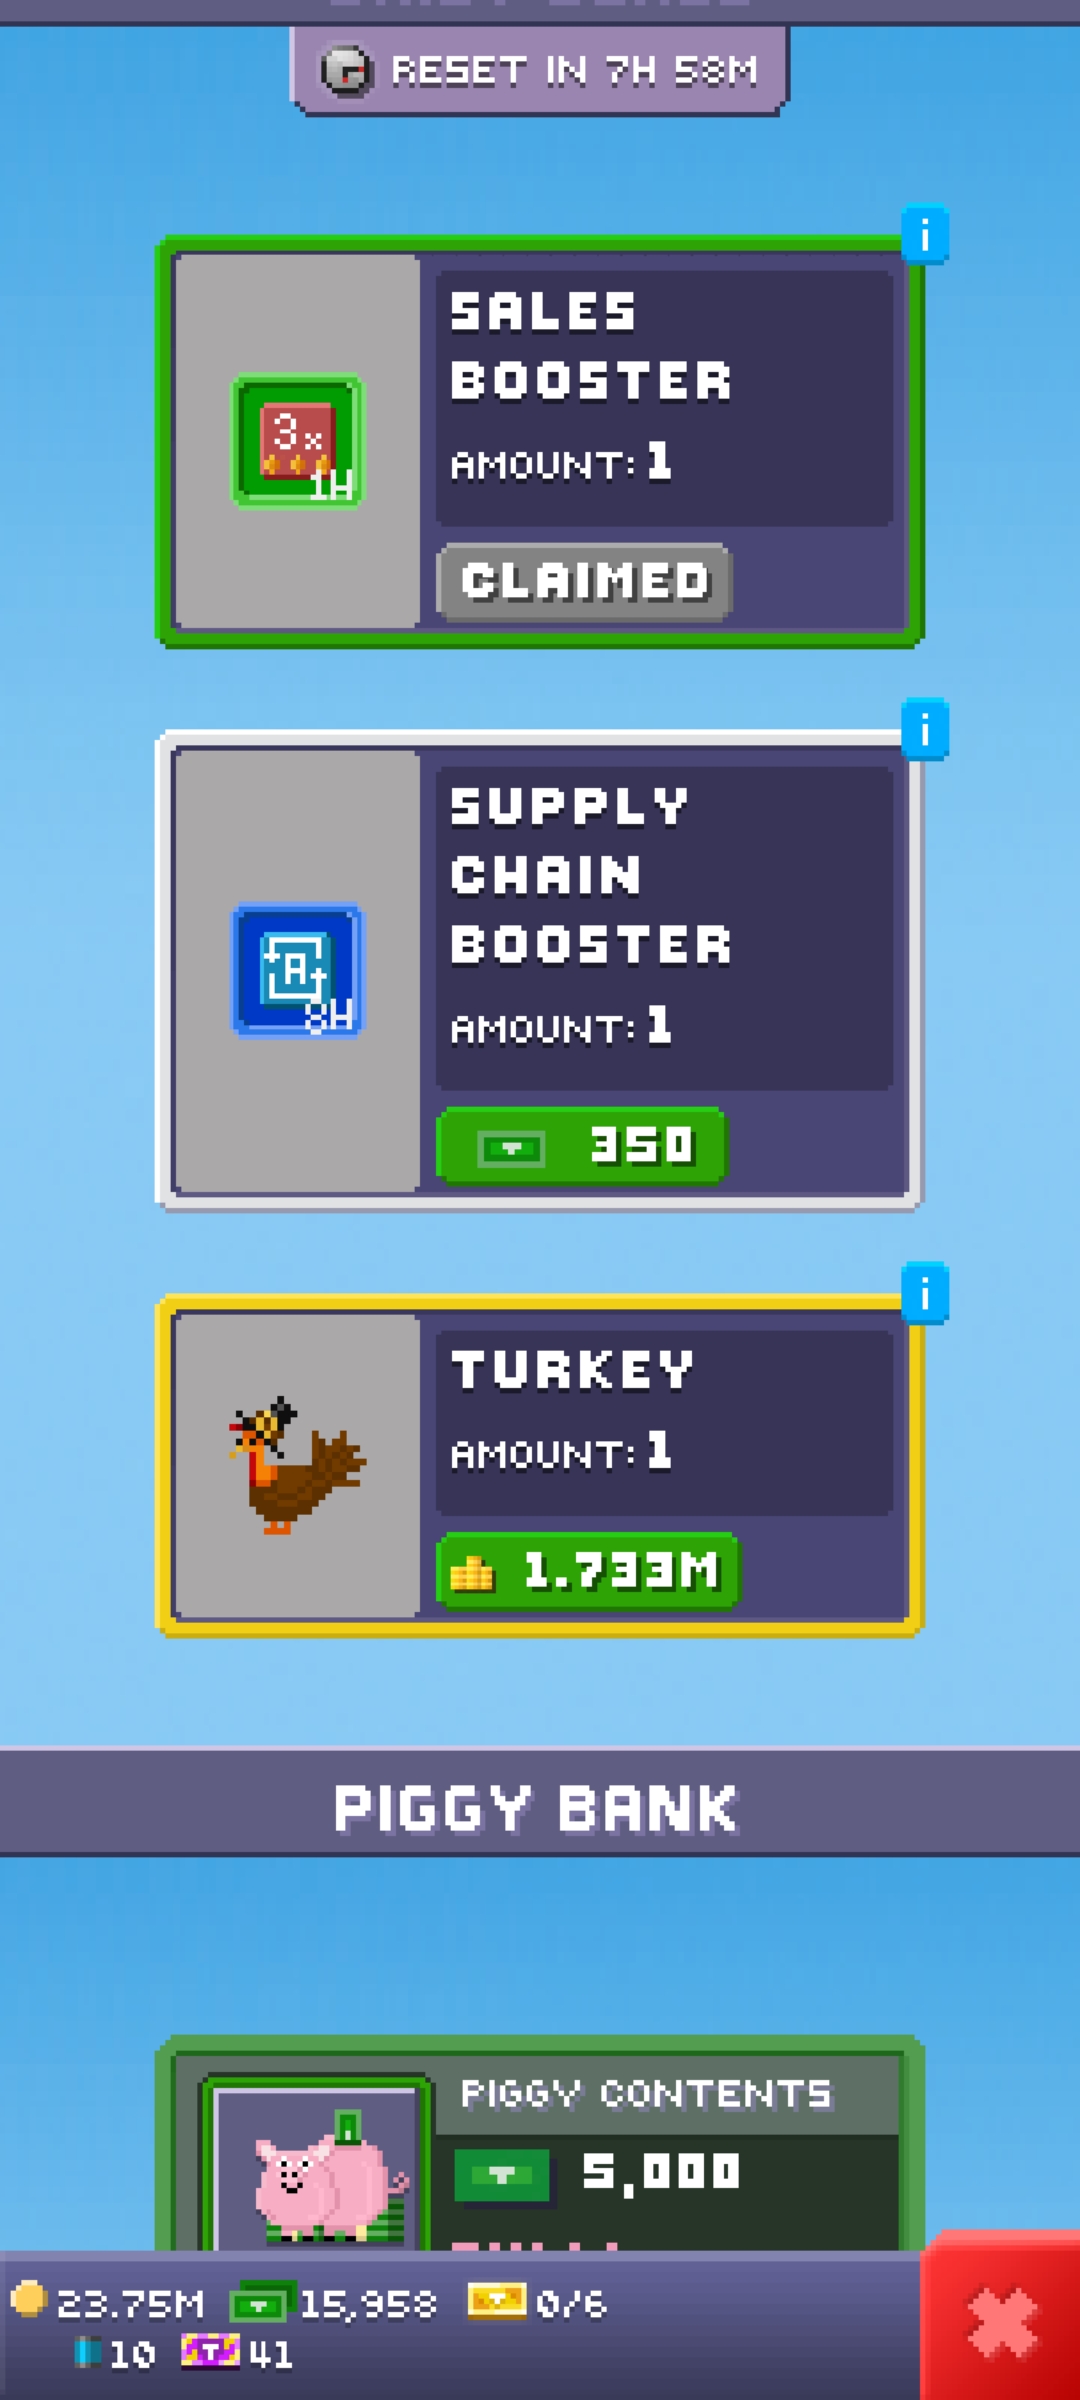 RESET IN 7H 58M
i
SALES
BOOSTER
3x
1H
AMOUNT: 1
CLAIMED
i
SUPPLY
CHAIN
BOOSTER
A
8H
AMOUNT: 1
350
i
TURKEY
AMOUNT: 1
1.733M
PIGGY BANK
PIGGY CONTENTS
5,000
23.75M 15,958 0/6
10 41